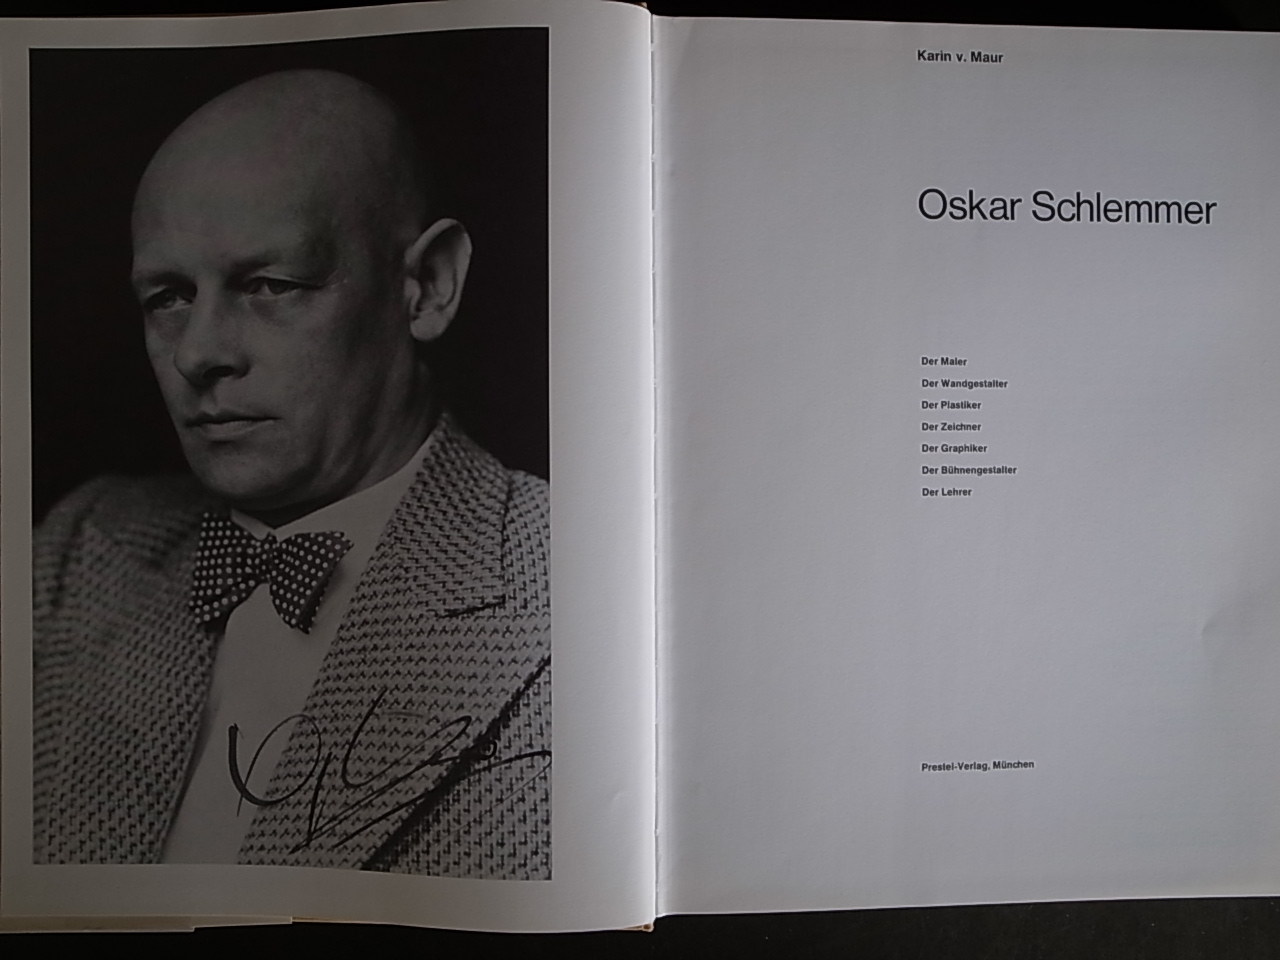 Karin v. Maur
Oskar Schlemmer
Der Maler
Der Wandgestalter
Der Plastiker
Der Zeichner
Der Graphiker
Der Bühnengestalter
Der Lehrer
Prestel-Verlag, München